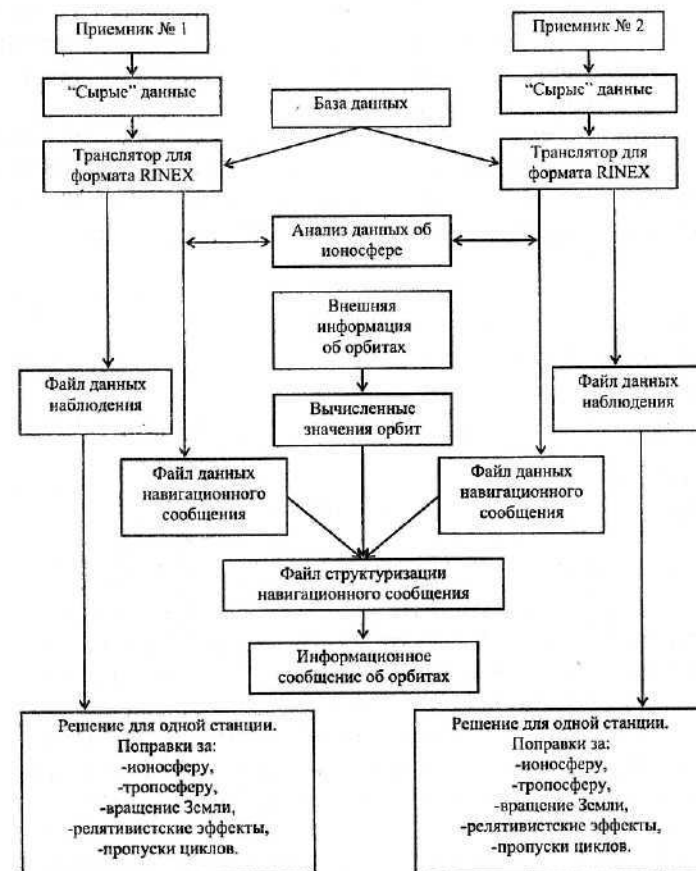 Приемник № 1
Приемник № 2
“Сырые” данные
“Сырые” данные
База данных
Транслятор для
формата RINEX
Транслятор для
формата RINEX
Анализ данных об
ионосфере
Внешняя
информация
об орбитах
Файл данных
наблюдения
Файл данных
наблюдения
Вычисленные
значения орбит
Файл данных
навигационного
сообщения
Файл данных
навигационного
сообщения
Файл структуризации
навигационного сообщения
Информационное
сообщение об орбитах
Решение для одной станции.
Поправки за:
-ионосферу,
-тропосферу,
-вращение Земли,
-релятивистские эффекты,
-пропуски циклов.
Решение для одной станции.
Поправки за:
-ионосферу,
-тропосферу,
-вращение Земли,
-релятивистские эффекты,
-пропуски циклов.